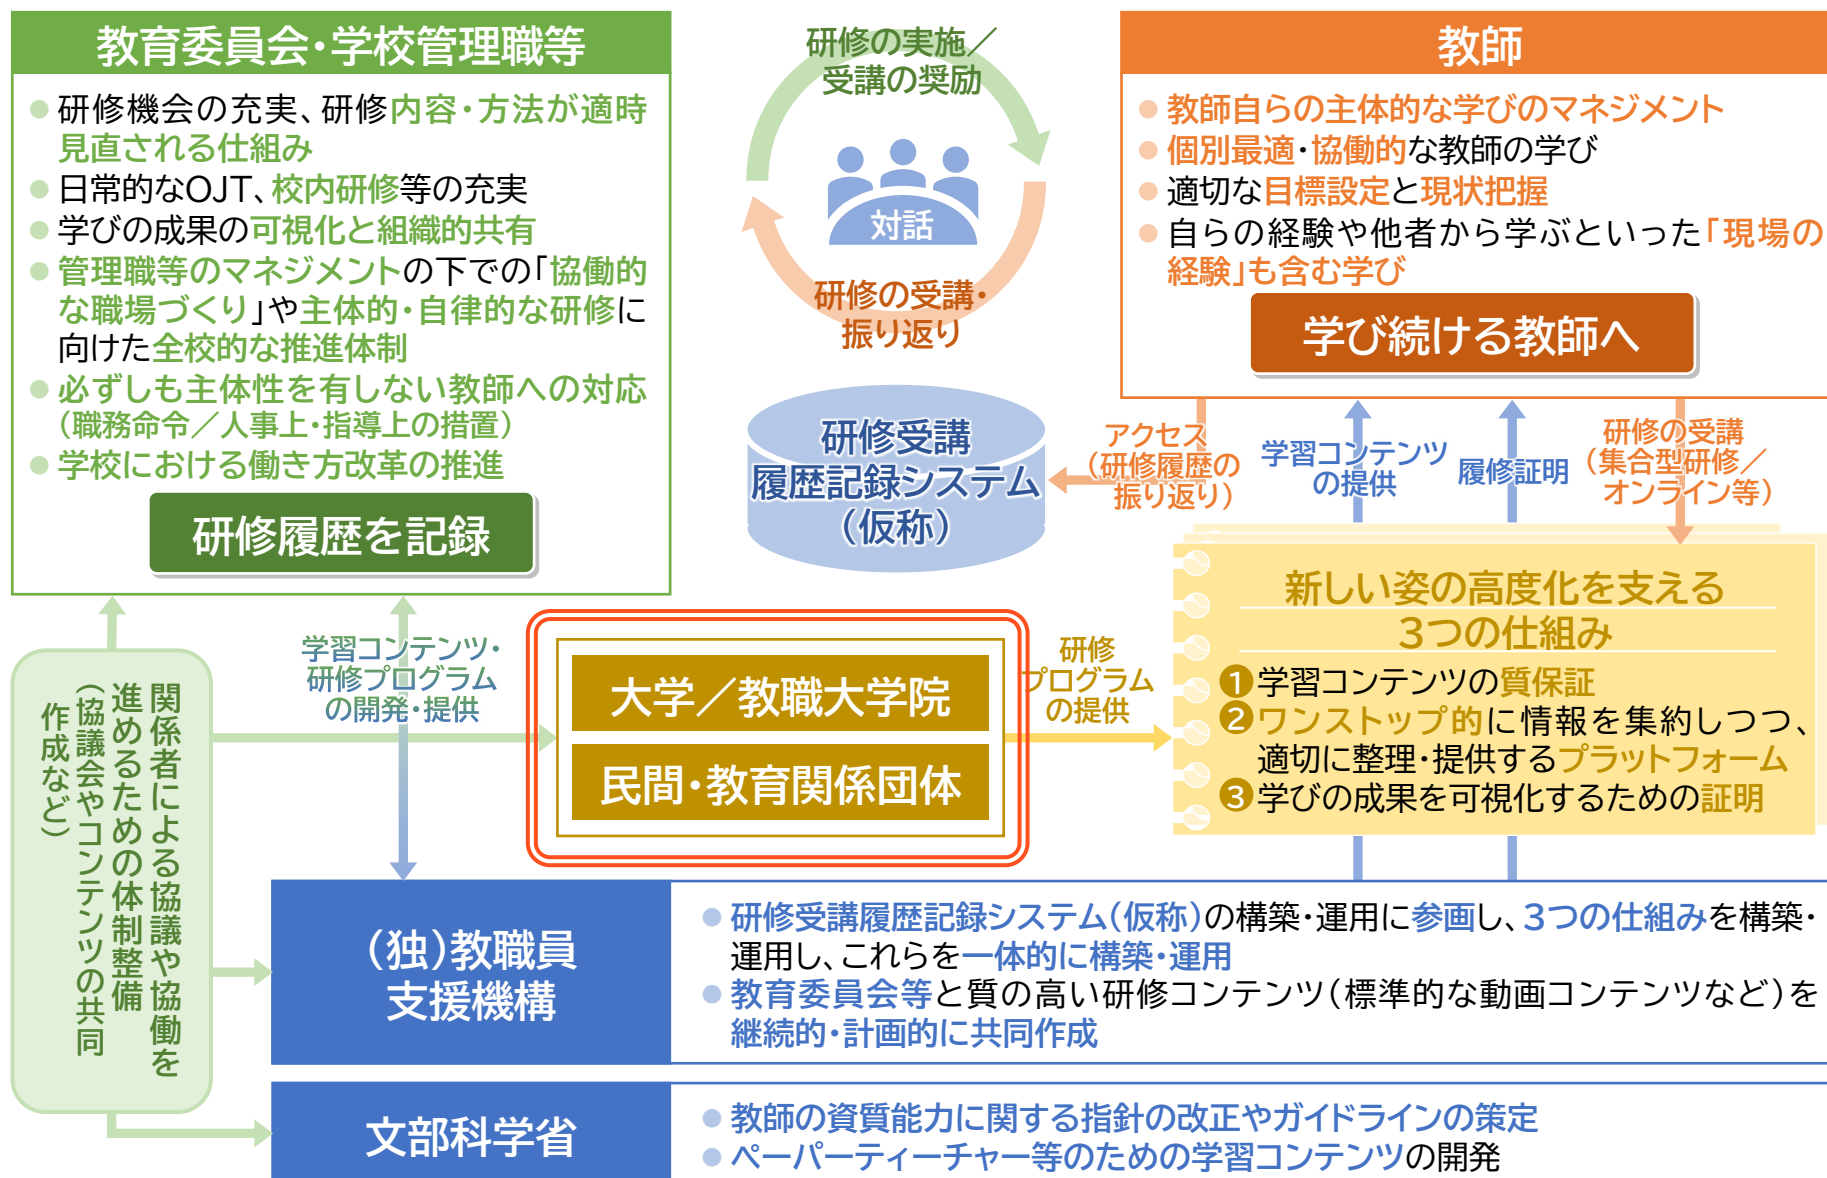 教育委員会・学校管理職等
● 研修機会の充実、研修内容・方法が適時
見直される仕組み
● 日常的なOJT、校内研修等の充実
● 学びの成果の可視化と組織的共有
● 管理職等のマネジメントの下での「協働的
な職場づくり」や主体的・自律的な研修に
向けた全校的な推進体制
● 必ずしも主体性を有しない教師への対応
（職務命令／人事上・指導上の措置）
● 学校における働き方改革の推進
研修履歴を記録
研修の実施／
受講の奨励
対話
研修の受講・
振り返り
研修受講
履歴記録システム
（仮称）
教師
● 教師自らの主体的な学びのマネジメント
● 個別最適・協働的な教師の学び
● 適切な目標設定と現状把握
● 自らの経験や他者から学ぶといった「現場の
経験」も含む学び
学び続ける教師へ
アクセス
（研修履歴の
振り返り）
学習コンテンツ
の提供
履修証明
研修の受講
（集合型研修／
オンライン等）
新しい姿の高度化を支える
3つの仕組み
❶学習コンテンツの質保証
❷ワンストップ的に情報を集約しつつ、
適切に整理・提供するプラットフォーム
❸学びの成果を可視化するための証明
学習コンテンツ・
研修プログラム
の開発・提供
大学／教職大学院
民間・教育関係団体
研修
プログラム
の提供
関係者による協議や協働を
進めるための体制整備
（協議会やコンテンツの共同
作成など）
（独）教職員
支援機構
● 研修受講履歴記録システム（仮称）の構築・運用に参画し、3つの仕組みを構築・
運用し、これらを一体的に構築・運用
● 教育委員会等と質の高い研修コンテンツ（標準的な動画コンテンツなど）を
継続的・計画的に共同作成
文部科学省
● 教師の資質能力に関する指針の改正やガイドラインの策定
● ペーパーティーチャー等のための学習コンテンツの開発